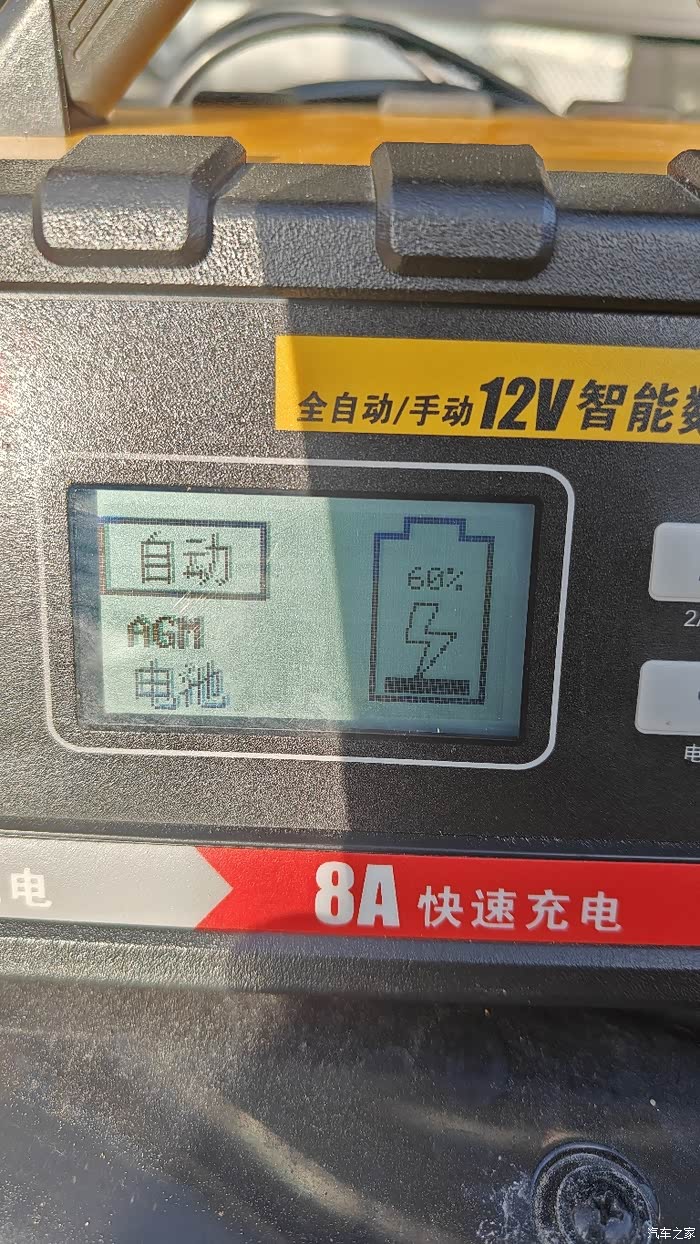 全自动/手动12V智能
自动
60%
AGM
电池
电
8A 快速充电
汽车之家